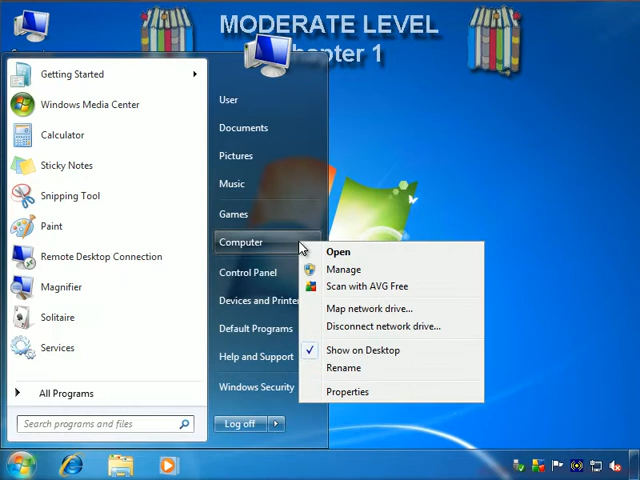 MODERATE LEVEL
Chapter 1
Getting Started
Windows Media Center
Calculator
Sticky Notes
Snipping Tool
Paint
Remote Desktop Connection
Magnifier
Solitaire
Services
All Programs
Search programs and files
User
Documents
Pictures
Music
Games
Computer
Control Panel
Devices and Printers
Default Programs
Help and Support
Windows Security
Log off
Open
Manage
Scan with AVG Free
Map network drive...
Disconnect network drive...
Show on Desktop
Rename
Properties